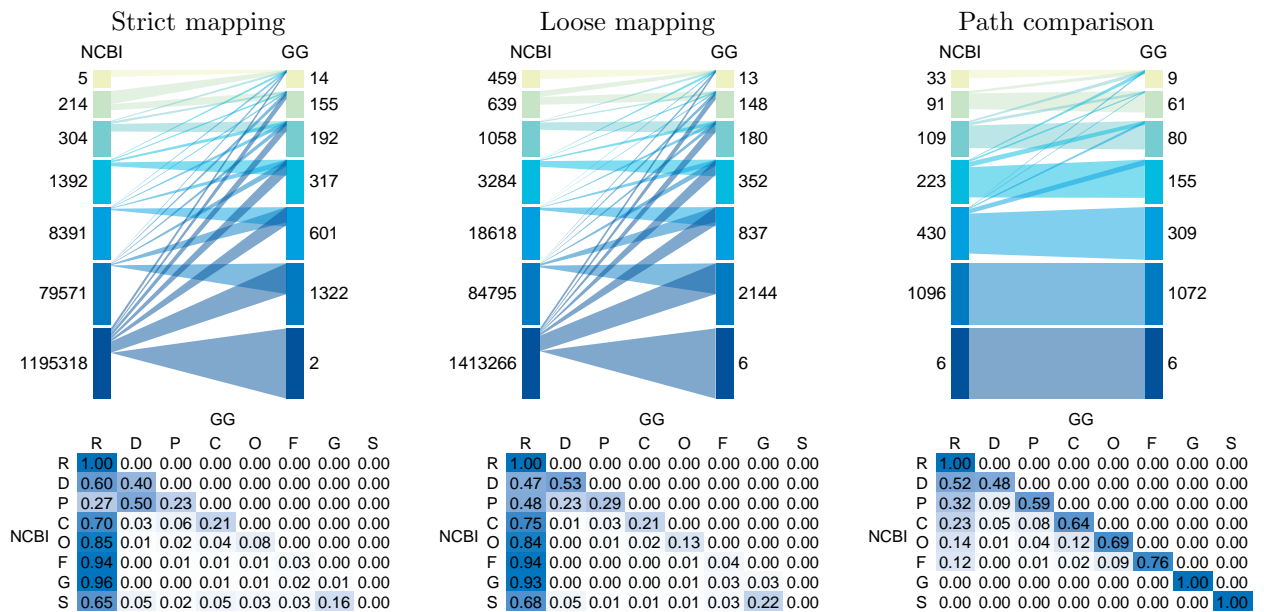 Strict mapping
NCBI GG
5 14
214 155
304 192
1392 317
8391 601
79571 1322
1195318 2
GG
R D P C O F G S
R 1.00 0.00 0.00 0.00 0.00 0.00 0.00 0.00
D 0.60 0.40 0.00 0.00 0.00 0.00 0.00 0.00
P 0.27 0.50 0.23 0.00 0.00 0.00 0.00 0.00
C 0.70 0.03 0.06 0.21 0.00 0.00 0.00 0.00
NCBI
O 0.85 0.01 0.02 0.04 0.08 0.00 0.00 0.00
F 0.94 0.00 0.01 0.01 0.01 0.03 0.00 0.00
G 0.96 0.00 0.00 0.01 0.01 0.02 0.01 0.00
S 0.65 0.05 0.02 0.05 0.03 0.03 0.16 0.00
Loose mapping
NCBI GG
459 13
639 148
1058 180
3284 352
18618 837
84795 2144
1413266 6
GG
R D P C O F G S
R 1.00 0.00 0.00 0.00 0.00 0.00 0.00 0.00
D 0.47 0.53 0.00 0.00 0.00 0.00 0.00 0.00
P 0.48 0.23 0.29 0.00 0.00 0.00 0.00 0.00
C 0.75 0.01 0.03 0.21 0.00 0.00 0.00 0.00
NCBI
O 0.84 0.00 0.01 0.02 0.13 0.00 0.00 0.00
F 0.94 0.00 0.00 0.01 0.01 0.04 0.00 0.00
G 0.93 0.00 0.00 0.00 0.01 0.03 0.03 0.00
S 0.68 0.05 0.01 0.01 0.01 0.03 0.22 0.00
Path comparison
NCBI GG
33 9
91 61
109 80
223 155
430 309
1096 1072
6 6
GG
R D P C O F G S
R 1.00 0.00 0.00 0.00 0.00 0.00 0.00 0.00
D 0.52 0.48 0.00 0.00 0.00 0.00 0.00 0.00
P 0.32 0.09 0.59 0.00 0.00 0.00 0.00 0.00
C 0.23 0.05 0.08 0.64 0.00 0.00 0.00 0.00
NCBI
O 0.14 0.01 0.04 0.12 0.69 0.00 0.00 0.00
F 0.12 0.00 0.01 0.02 0.09 0.76 0.00 0.00
G 0.00 0.00 0.00 0.00 0.00 0.00 1.00 0.00
S 0.00 0.00 0.00 0.00 0.00 0.00 0.00 1.00